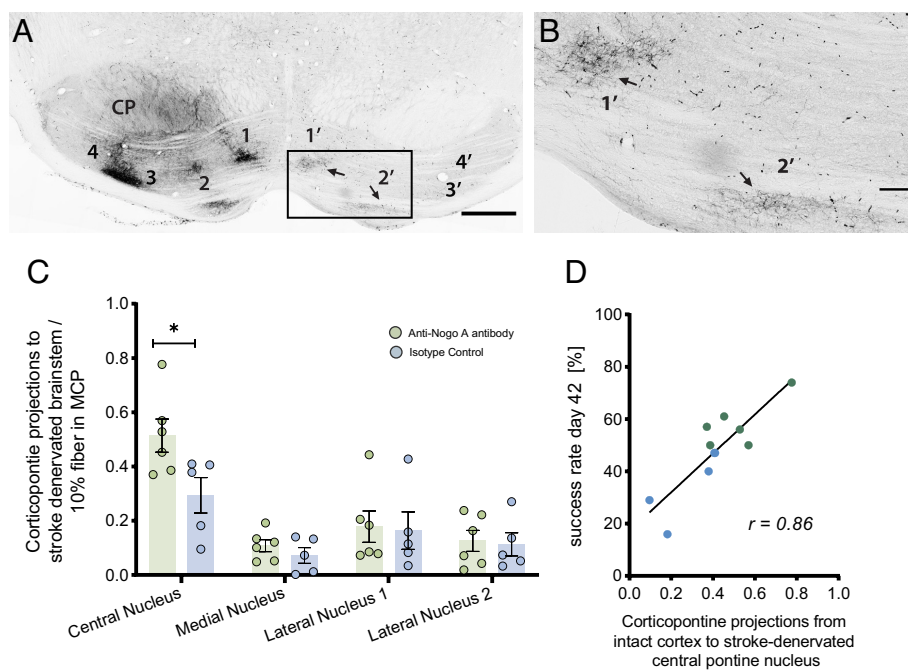 A
CP
1
1′
4
3
2
2′
4′
3′
B
1′
2′
C
Corticopontie projections to
stroke denervated brainstem /
10% fiber in MCP
1.0
0.8
0.6
0.4
0.2
0.0
*
Anti-Nogo A antibody
Isotype Control
Central Nucleus
Medial Nucleus
Lateral Nucleus 1
Lateral Nucleus 2
D
success rate day 42 [%]
100
80
60
40
20
0
r = 0.86
0.0 0.2 0.4 0.6 0.8 1.0
Corticopontine projections from
intact cortex to stroke-denervated
central pontine nucleus